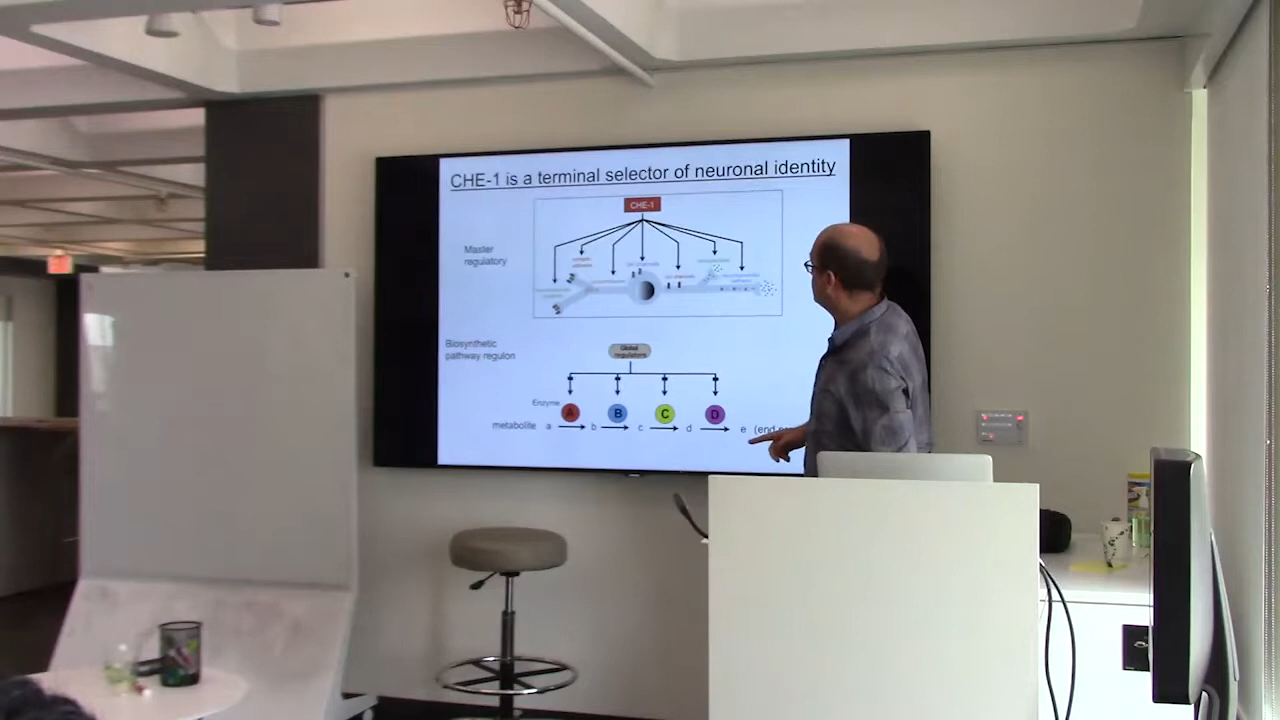 CHE-1 is a terminal selector of neuronal identity
CHE-1
Master
regulatory
Biosynthetic
pathway regulon
Global
regulators
Enzyme
A B C D
metabolite a b c d e (end